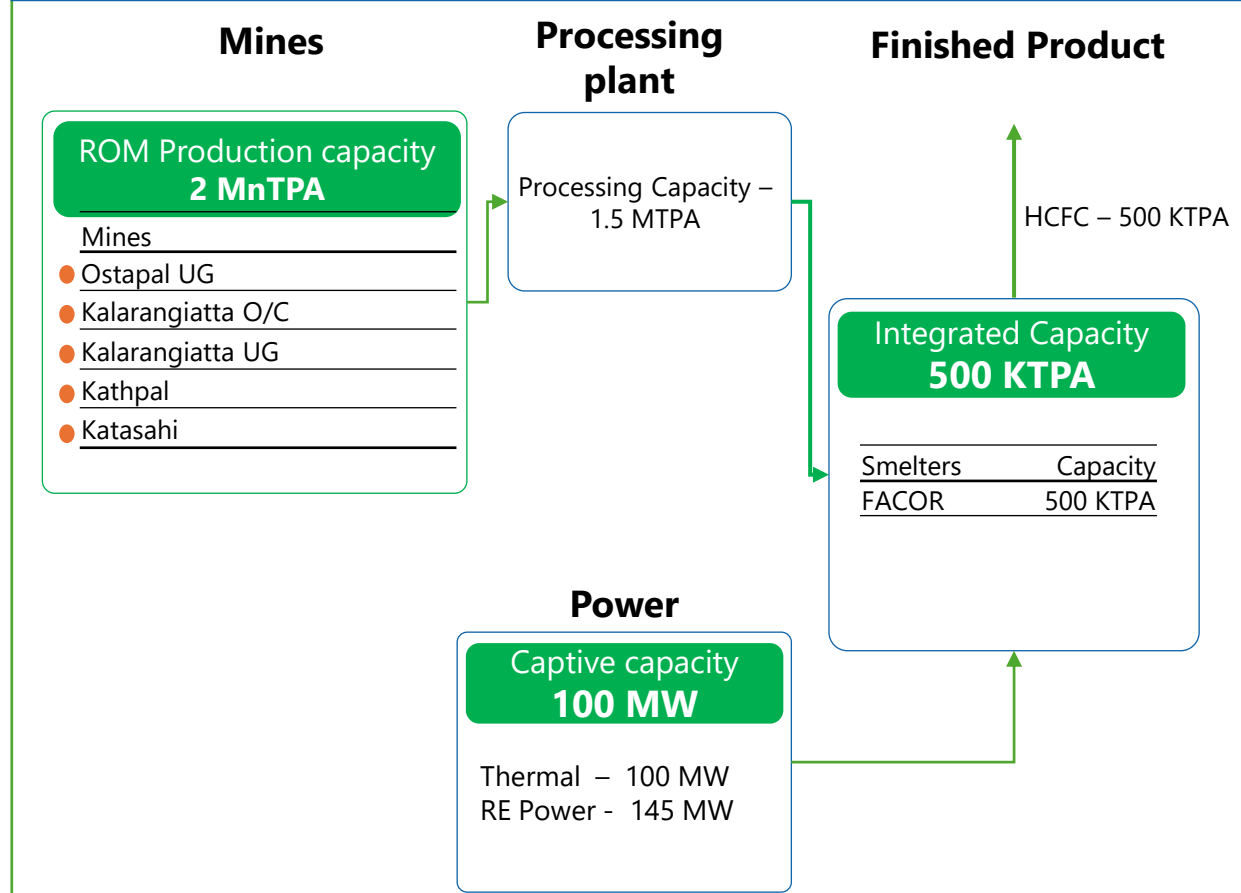 Mines
ROM Production capacity
2 MnTPA
Mines
Ostapal UG
Kalarangiatta O/C
Kalarangiatta UG
Kathpal
Katasahi
Processing
plant
Processing Capacity –
1.5 MTPA
Finished Product
HCFC – 500 KTPA
Integrated Capacity
500 KTPA
Smelters Capacity
FACOR 500 KTPA
Power
Captive capacity
100 MW
Thermal – 100 MW
RE Power - 145 MW